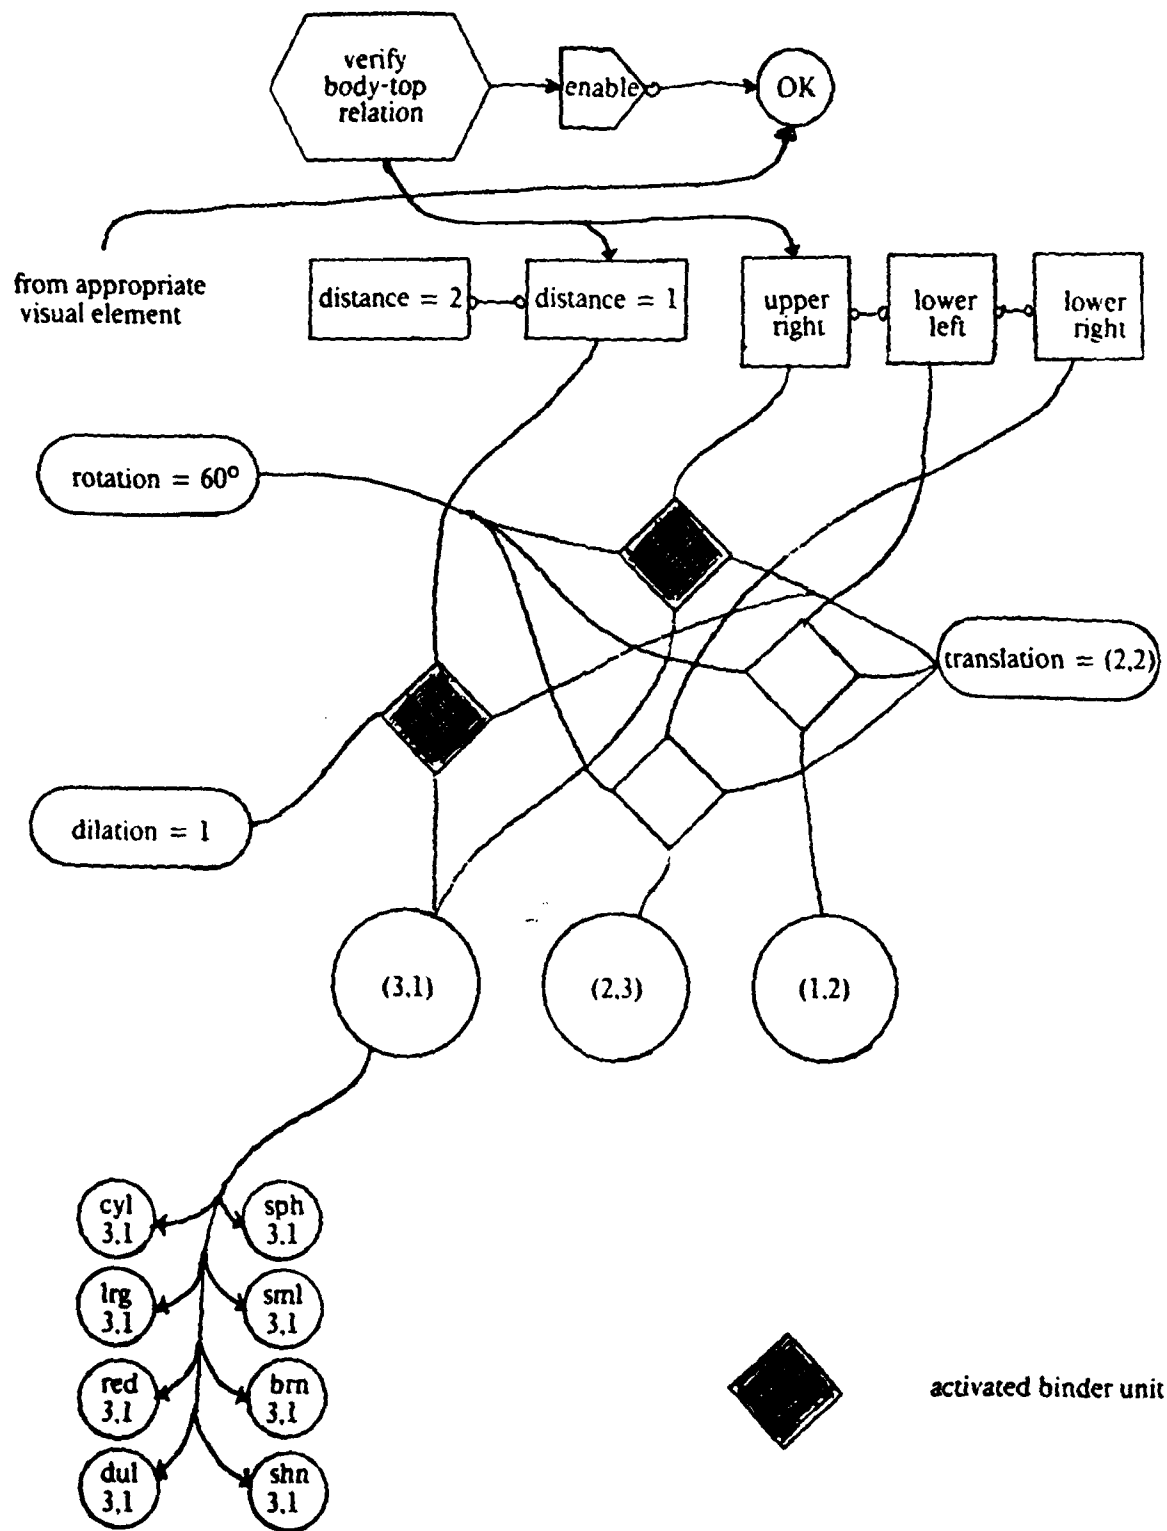 verify
body-top
relation
enable
OK
from appropriate
visual element
distance = 2
distance = 1
upper
right
lower
left
lower
right
rotation = 60°
translation = (2,2)
dilation = 1
(3,1)
(2,3)
(1,2)
cyl
3,1
sph
3,1
lrg
3,1
sml
3,1
red
3,1
brn
3,1
dul
3,1
shn
3,1
activated binder unit